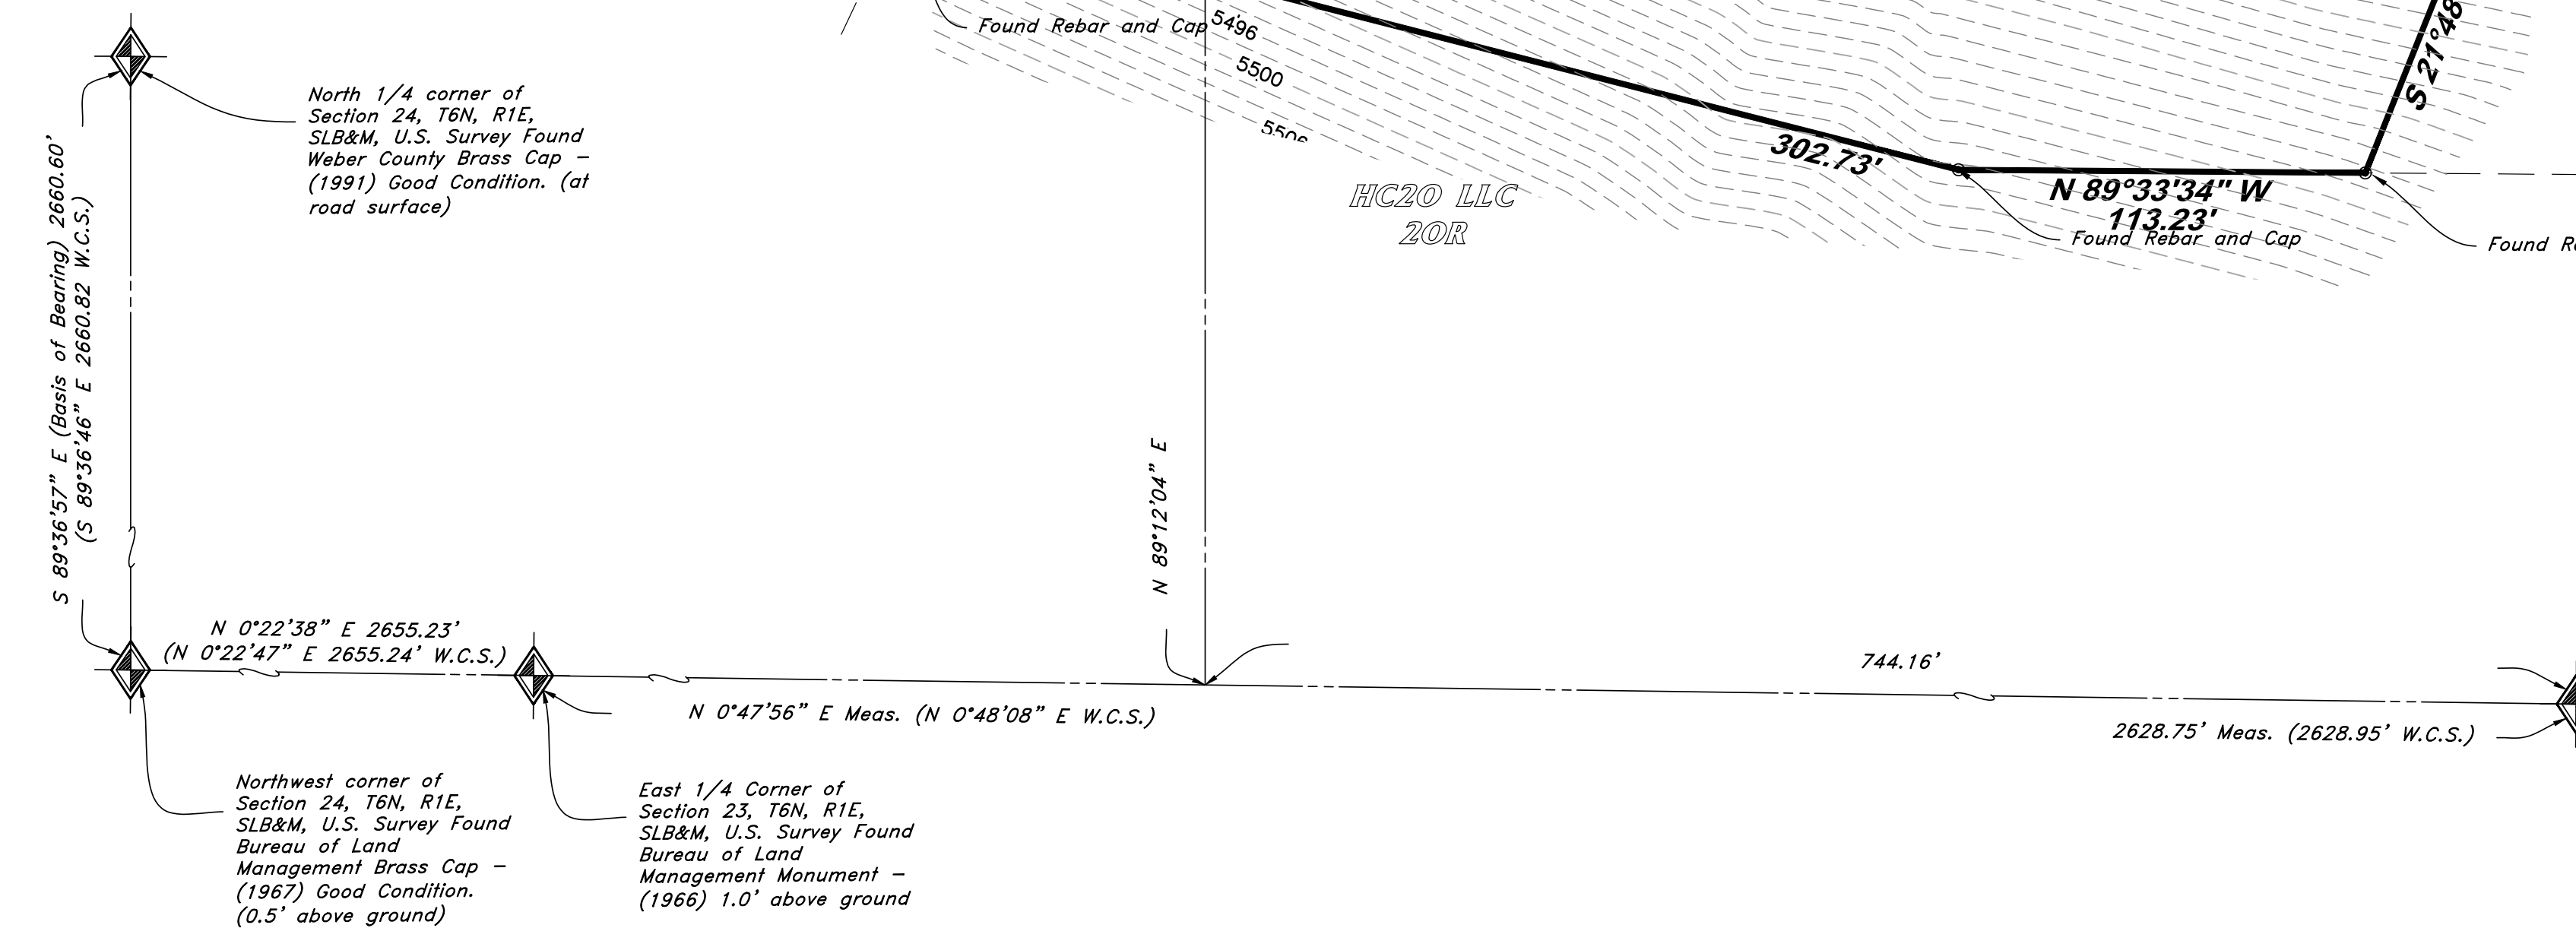 Found Rebar and Cap
5496
5500
5506
S 21°48
North 1/4 corner of
Section 24, T6N, R1E,
SLB&M, U.S. Survey Found
Weber County Brass Cap –
(1991) Good Condition. (at
road surface)
S 89°36'57" E (Basis of Bearing) 2660.60'
(S 89°36'46" E 2660.82 W.C.S.)
302.73'
HC2O LLC
2OR
N 89°33'34" W
113.23'
Found Rebar and Cap
Found
N 89°12'04" E
N 0°22'38" E 2655.23'
(N 0°22'47" E 2655.24' W.C.S.)
744.16'
N 0°47'56" E Meas. (N 0°48'08" E W.C.S.)
2628.75' Meas. (2628.95' W.C.S.)
Northwest corner of
Section 24, T6N, R1E,
SLB&M, U.S. Survey Found
Bureau of Land
Management Brass Cap –
(1967) Good Condition.
(0.5' above ground)
East 1/4 Corner of
Section 23, T6N, R1E,
SLB&M, U.S. Survey Found
Bureau of Land
Management Monument –
(1966) 1.0' above ground